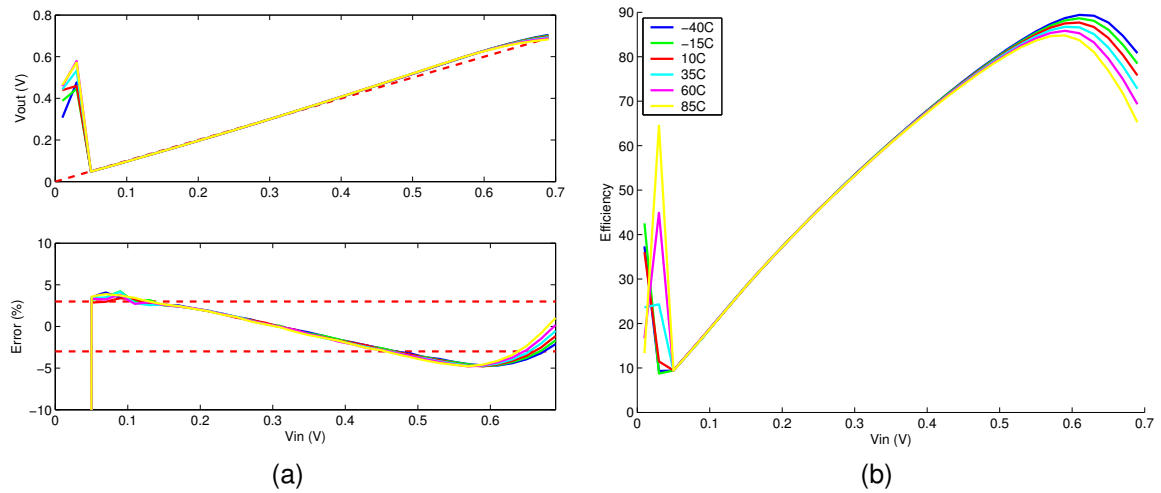 0.8
0.6
0.4
0.2
0
Vout (V)
0 0.1 0.2 0.3 0.4 0.5 0.6 0.7
10
5
0
−5
−10
Error (%)
0 0.1 0.2 0.3 0.4 0.5 0.6
Vin (V)
(a)
90
80
70
60
50
40
30
20
10
0
Efficiency
−40C
−15C
10C
35C
60C
85C
0 0.1 0.2 0.3 0.4 0.5 0.6 0.7
Vin (V)
(b)